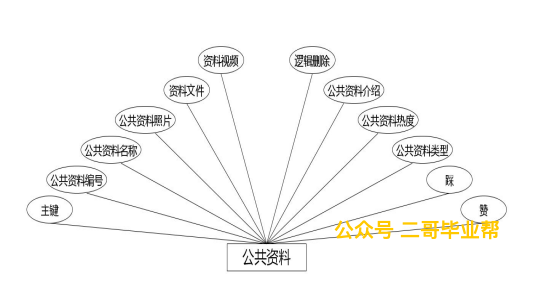 资料视频
逻辑删除
资料文件
公共资料介绍
公共资料照片
公共资料热度
公共资料名称
公共资料类型
公共资料编号
踩
主键
赞
公众号 二哥毕业帮
公共资料